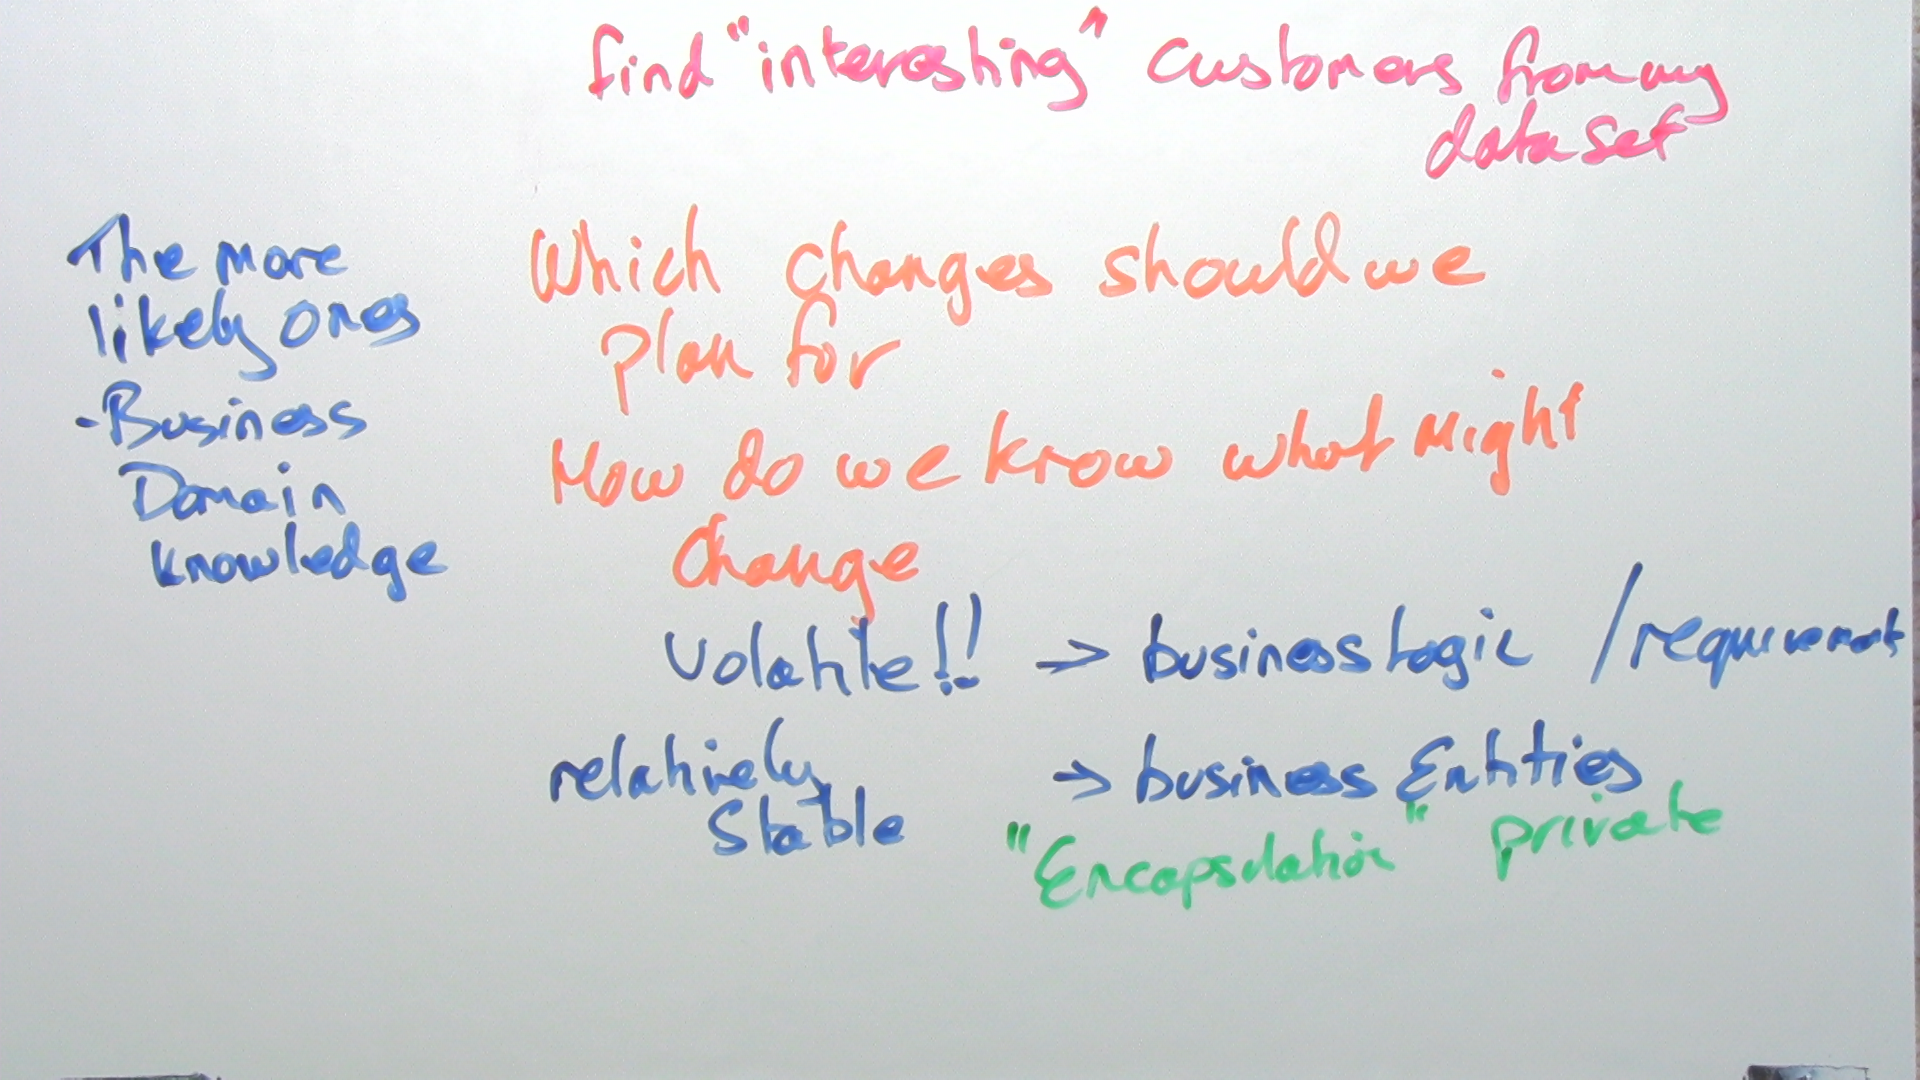 find "interesting" customers from my
dataset
The more
likely ones
- Business
Domain
knowledge
Which changes should we
plan for
How do we know what might
change
volatile!! -> business logic / requirements
relatively
stable
-> business Entities
"Encapsulation" private